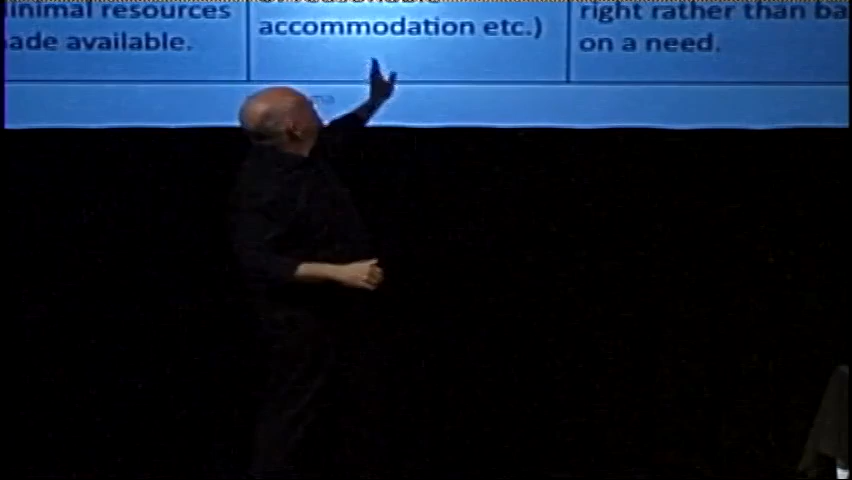 inimal resources
ade available.
accommodation etc.)
right rather than ba
on a need.